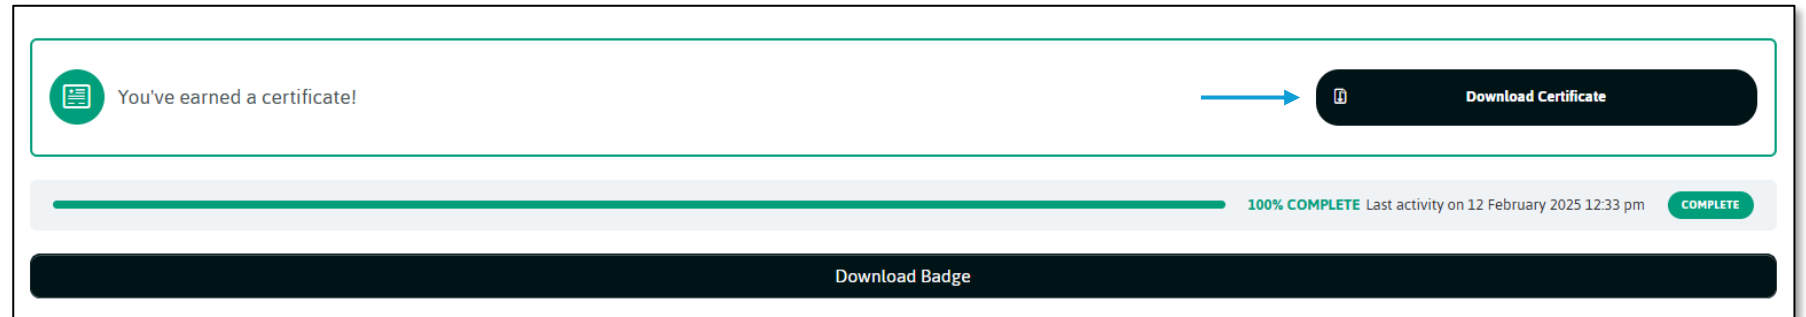 You've earned a certificate!
Download Certificate
100% COMPLETE Last activity on 12 February 2025 12:33 pm
COMPLETE
Download Badge